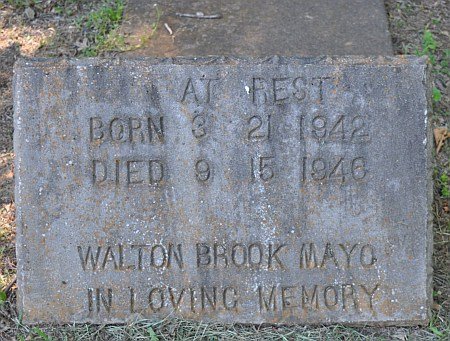 AT REST
BORN 3 21 1942
DIED 9 15 1946
WALTON BROOK MAYO
IN LOVING MEMORY